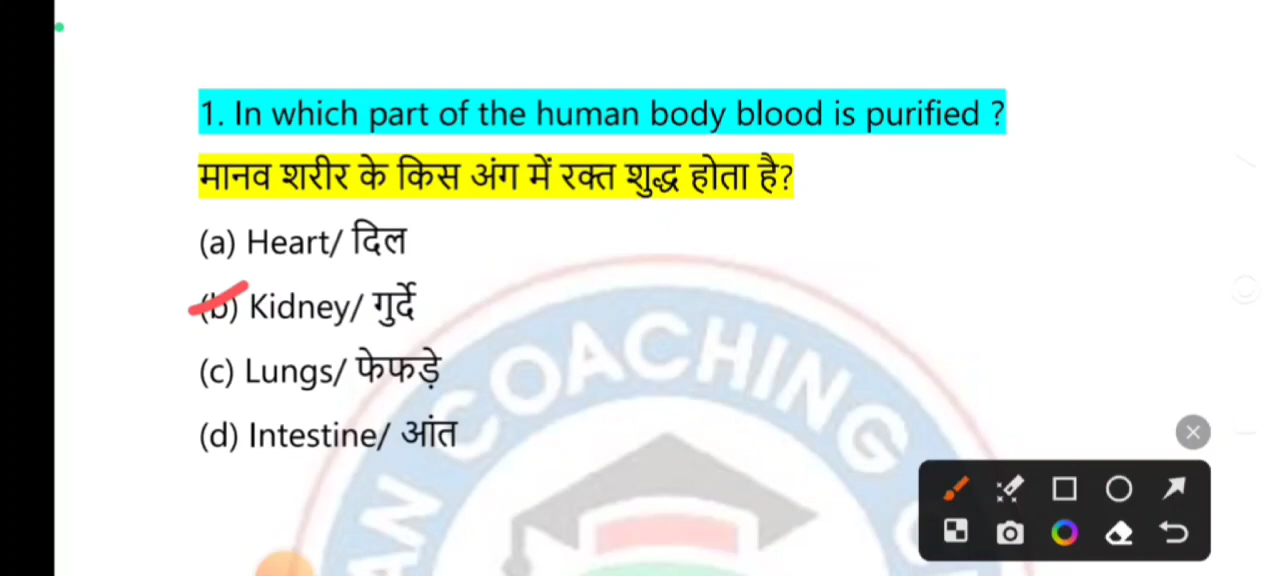 1. In which part of the human body blood is purified ?
मानव शरीर के किस अंग में रक्त शुद्ध होता है?
(a) Heart/ दिल
(b) Kidney/ गुर्दे
(c) Lungs/ फेफड़े
(d) Intestine/ आंत
COACHING